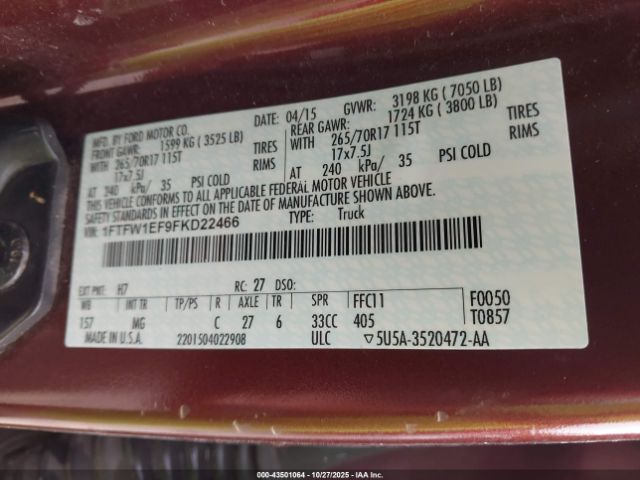 MFD. BY FORD MOTOR CO.
DATE: 04/15 GVWR: 3198 KG ( 7050 LB)
FRONT GAWR: 1599 KG ( 3525 LB)
REAR GAWR: 1724 KG ( 3800 LB)
WITH 265/70R17 115T TIRES
WITH 265/70R17 115T TIRES
17x7.5J RIMS
17x7.5J RIMS
AT 240 kPa/ 35 PSI COLD
AT 240 kPa/ 35 PSI COLD
THIS VEHICLE CONFORMS TO ALL APPLICABLE FEDERAL MOTOR VEHICLE
SAFETY STANDARDS IN EFFECT ON THE DATE OF MANUFACTURE SHOWN ABOVE.
VIN: 1FTFW1EF9FKD22466 TYPE: Truck
EXT PNT: H7 RC: 27 DSO:
WB INIT TR TP/PS R AXLE TR SPR FFC11 F0050
157 MG C 27 6 33CC 405 T0857
MADE IN U.S.A. 2201504022908 ULC ▽5U5A-3520472-AA
000-43501064 | 10/27/2025 | IAA Inc.